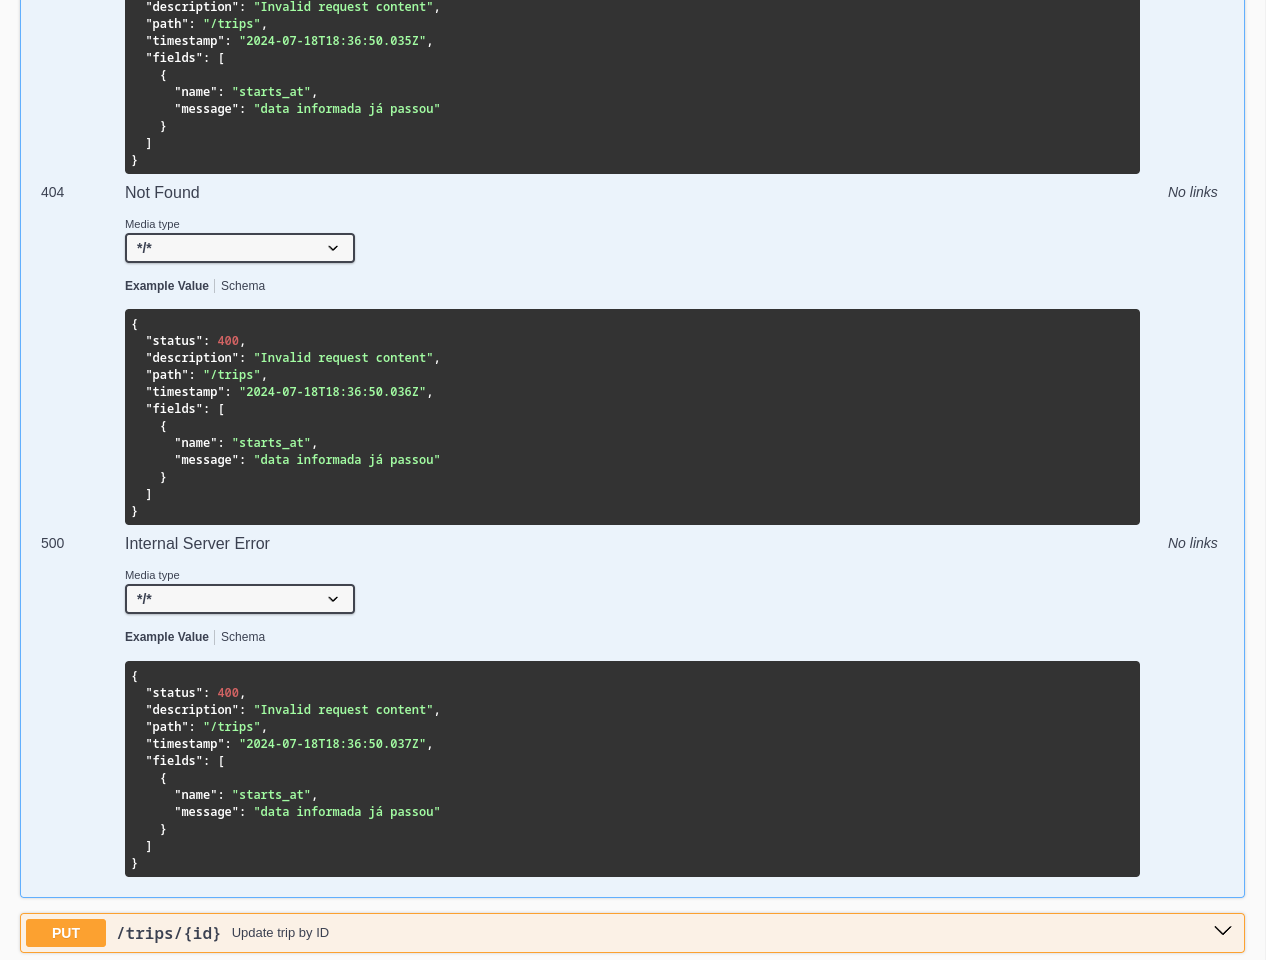 "description": "Invalid request content",
"path": "/trips",
"timestamp": "2024-07-18T18:36:50.035Z",
"fields": [
{
"name": "starts_at",
"message": "data informada já passou"
}
]
}
404 Not Found No links
Media type
*/*
Example Value Schema
{
"status": 400,
"description": "Invalid request content",
"path": "/trips",
"timestamp": "2024-07-18T18:36:50.036Z",
"fields": [
{
"name": "starts_at",
"message": "data informada já passou"
}
]
}
500 Internal Server Error No links
Media type
*/*
Example Value Schema
{
"status": 400,
"description": "Invalid request content",
"path": "/trips",
"timestamp": "2024-07-18T18:36:50.037Z",
"fields": [
{
"name": "starts_at",
"message": "data informada já passou"
}
]
}
PUT /trips/{id} Update trip by ID